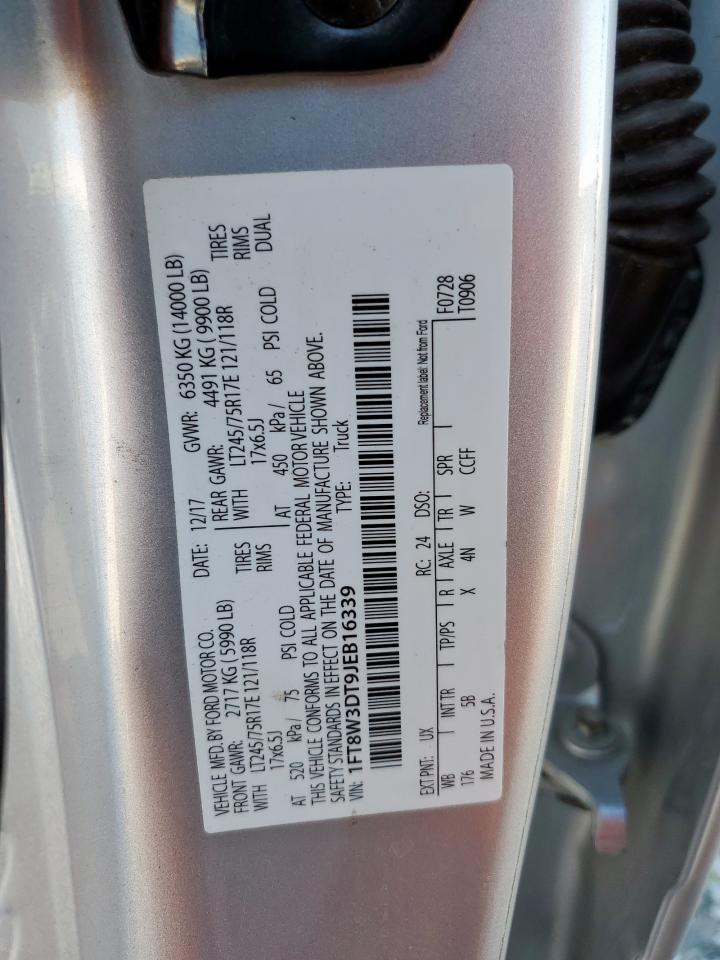 VEHICLE MFD. BY FORD MOTOR CO.
DATE: 12/17 GVWR: 6350 KG (14000 LB)
FRONT GAWR: 2717 KG (5990 LB)
REAR GAWR: 4491 KG (9900 LB)
WITH LT245/75R17E 121/118R TIRES
WITH LT245/75R17E 121/118R TIRES
17x6.5J RIMS
17x6.5J RIMS
AT 520 kPa/ 75 PSI COLD
AT 450 kPa/ 65 PSI COLD DUAL
THIS VEHICLE CONFORMS TO ALL APPLICABLE FEDERAL MOTOR VEHICLE
SAFETY STANDARDS IN EFFECT ON THE DATE OF MANUFACTURE SHOWN ABOVE.
VIN: 1FT8W3DT9JEB16339
TYPE: Truck
Replacement label: Not from Ford
EXT PNT: UX RC: 24 DSO: F0728
WB INT TR TP/PS R AXLE TR SPR T0906
176 5B X 4N W CCFF
MADE IN U.S.A.